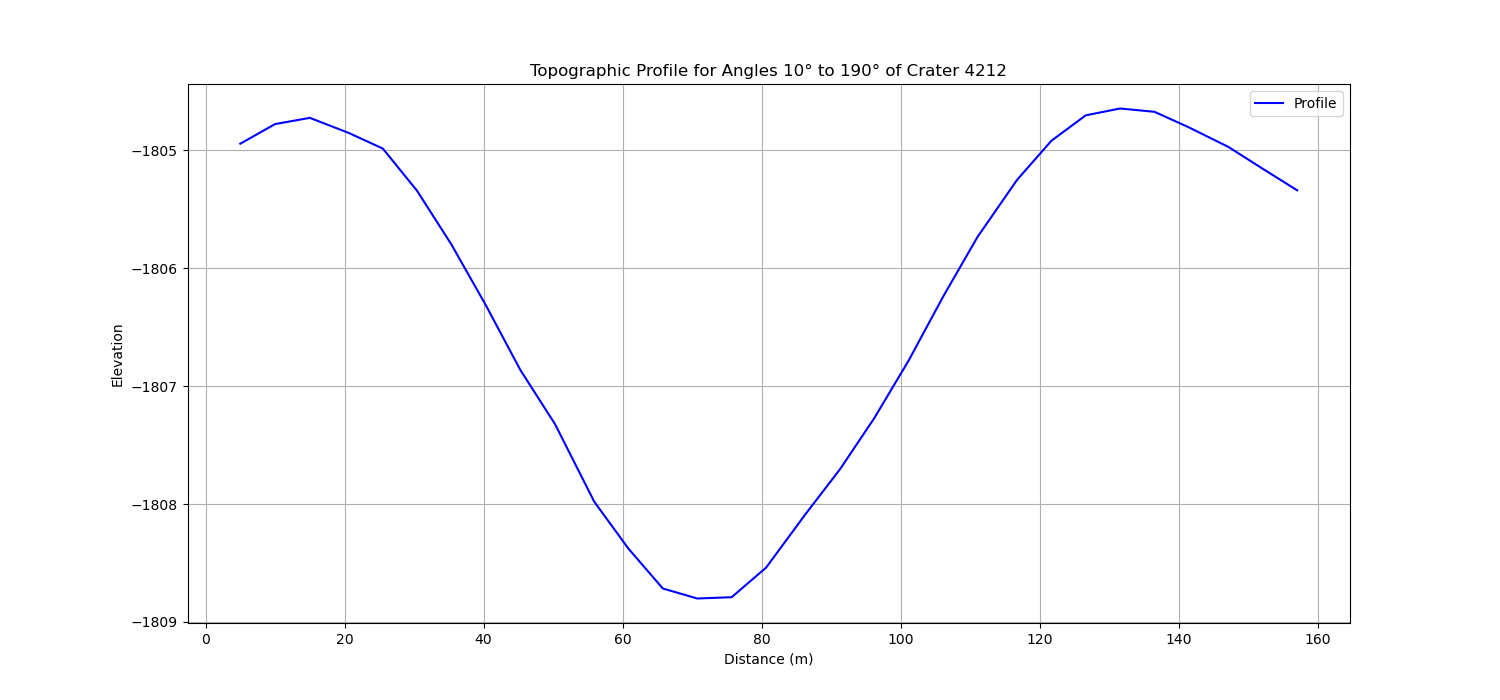 Topographic Profile for Angles 10° to 190° of Crater 4212
Profile
−1805
−1806
−1807
−1808
−1809
Elevation
0 20 40 60 80 100 120 140 160
Distance (m)